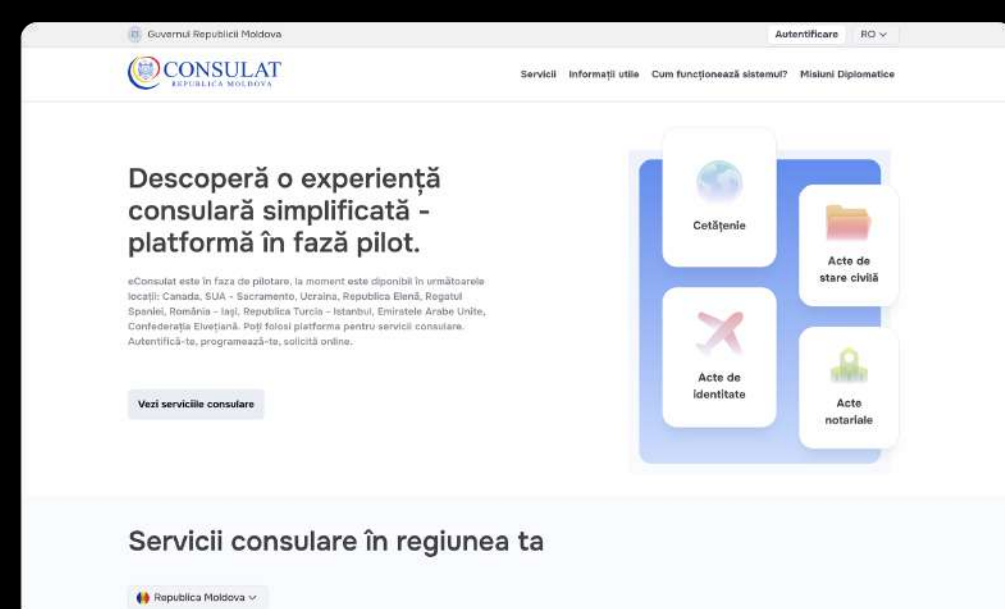 Guvernul Republicii Moldova
Autentificare RO
CONSULAT
REPUBLICA MOLDOVA
Servicii Informații utile Cum funcționează sistemul? Misiuni Diplomatice
Descoperă o experiență
consulară simplificată -
platformă în fază pilot.
eConsulat este în faza de pilotare, la moment este diponibil în următoarele
locații: Canada, SUA - Sacramento, Ucraina, Republica Elenă, Regatul
Spaniei, România - Iași, Republica Turcia - Istanbul, Emiratele Arabe Unite,
Confederația Elvețiană. Poți folosi platforma pentru servicii consulare.
Autentifică-te, programează-te, solicită online.
Vezi serviciile consulare
Cetățenie
Acte de
stare civilă
Acte de
identitate
Acte
notariale
Servicii consulare în regiunea ta
Republica Moldova